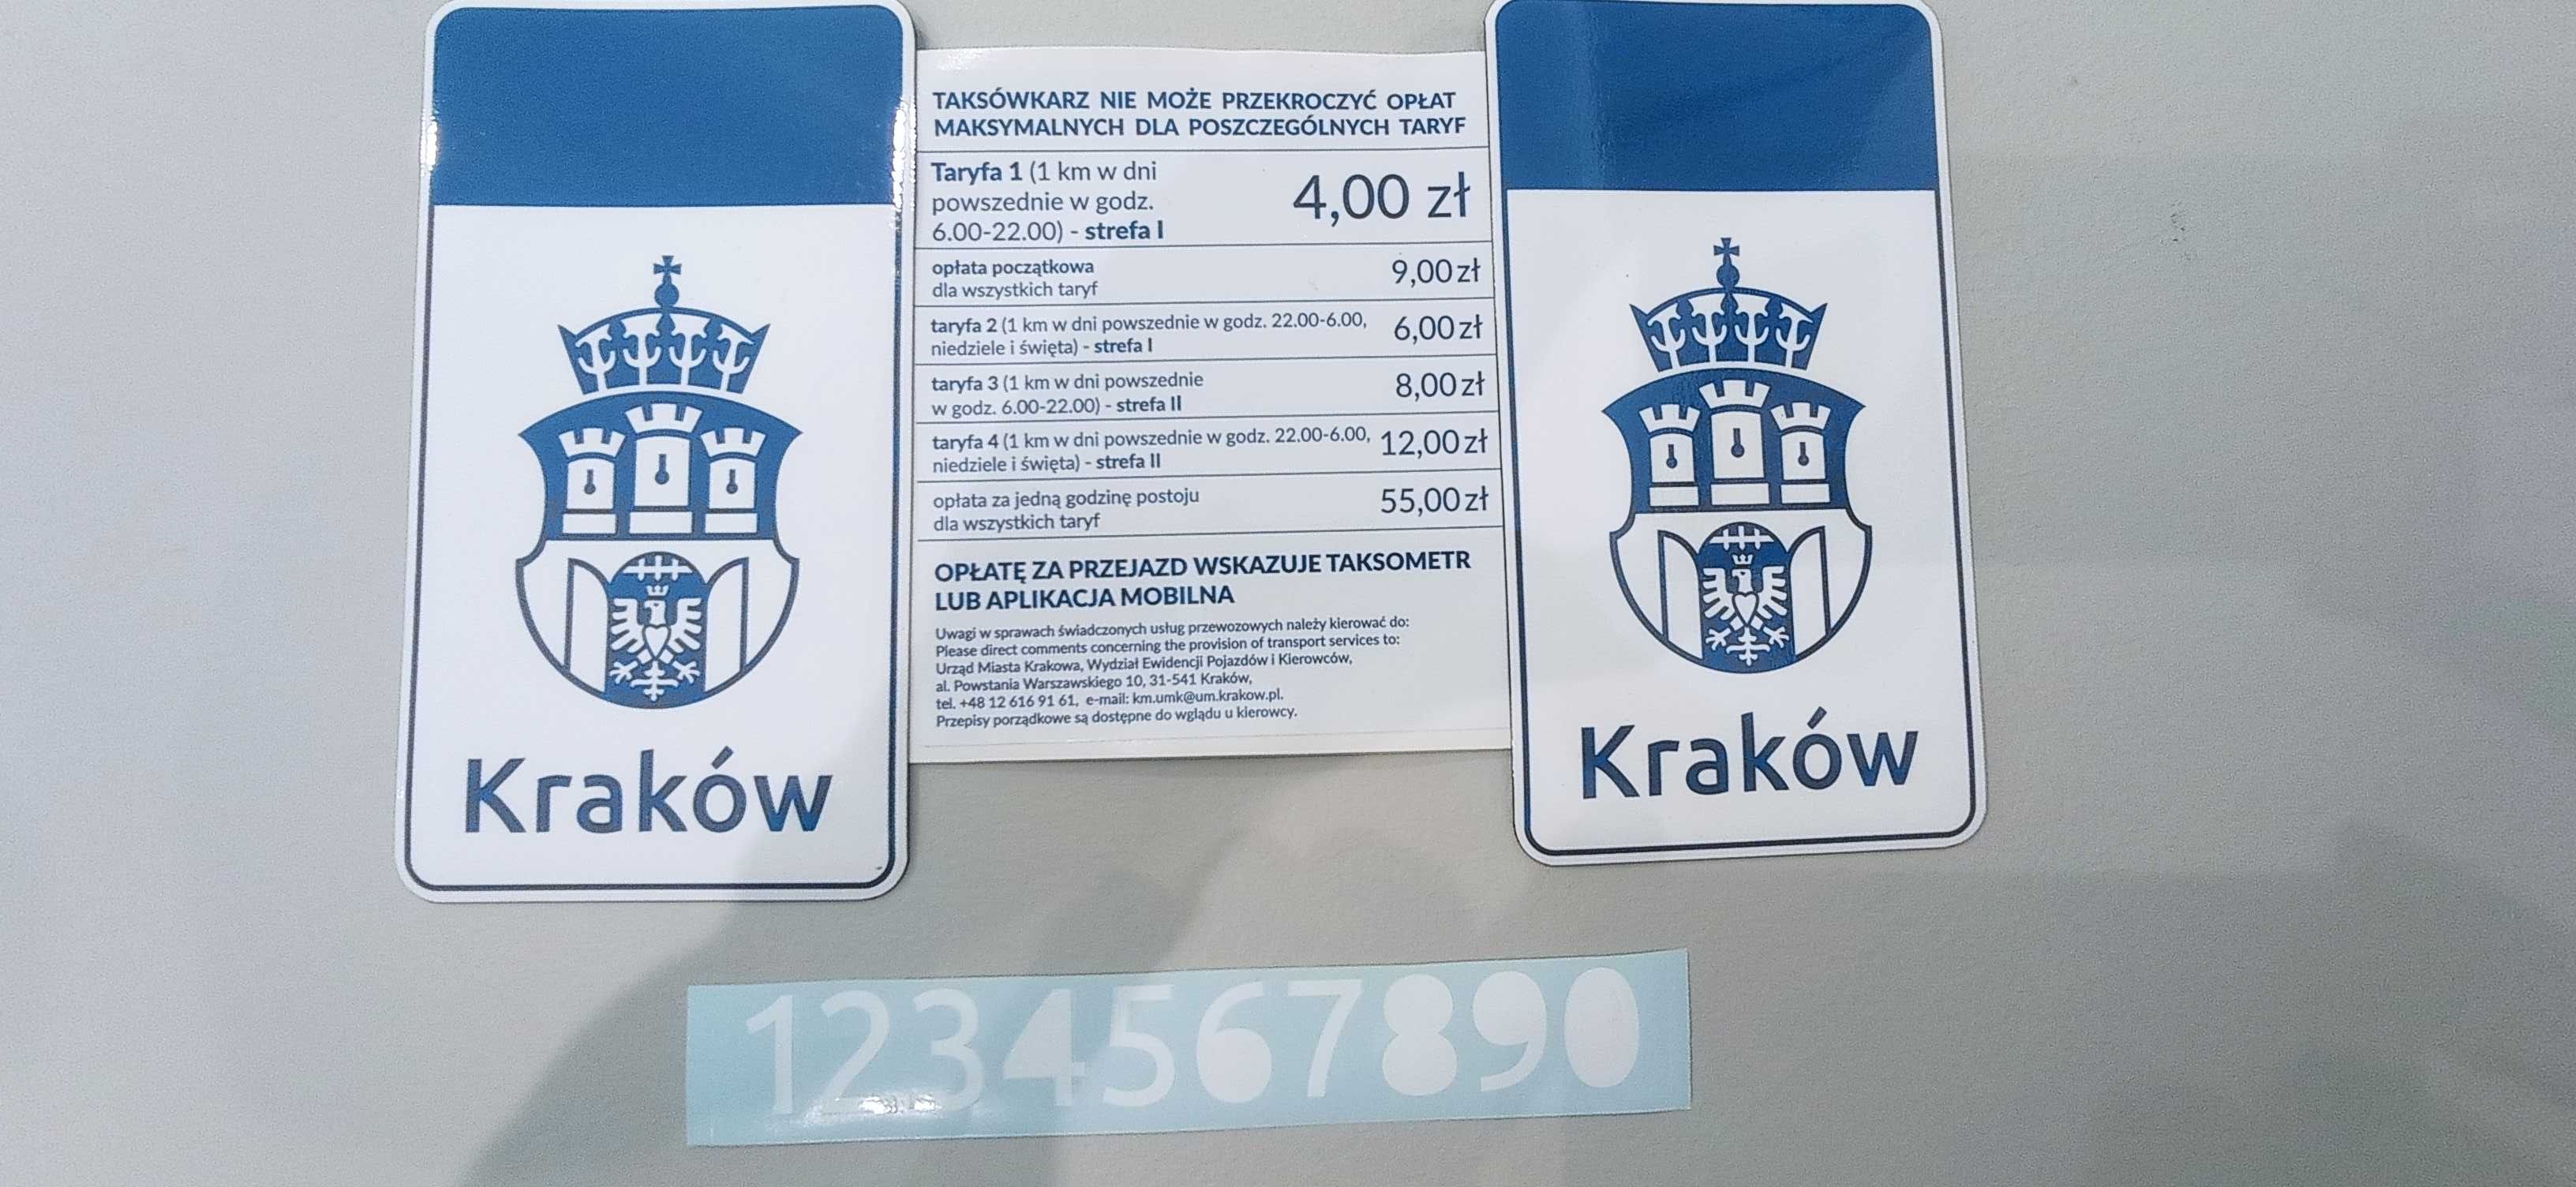 Kraków
TAKSÓWKARZ NIE MOŻE PRZEKROCZYĆ OPŁAT
MAKSYMALNYCH DLA POSZCZEGÓLNYCH TARYF
Taryfa 1 (1 km w dni
powszednie w godz.
6.00-22.00) - strefa I
4,00 zł
opłata początkowa
dla wszystkich taryf
9,00 zł
taryfa 2 (1 km w dni powszednie w godz. 22.00-6.00,
niedziele i święta) - strefa I
6,00 zł
taryfa 3 (1 km w dni powszednie
w godz. 6.00-22.00) - strefa II
8,00 zł
taryfa 4 (1 km w dni powszednie w godz. 22.00-6.00,
niedziele i święta) - strefa II
12,00 zł
opłata za jedną godzinę postoju
dla wszystkich taryf
55,00 zł
OPŁATĘ ZA PRZEJAZD WSKAZUJE TAKSOMETR
LUB APLIKACJA MOBILNA
Uwagi w sprawach świadczonych usług przewozowych należy kierować do:
Please direct comments concerning the provision of transport services to:
Urząd Miasta Krakowa, Wydział Ewidencji Pojazdów i Kierowców,
al. Powstania Warszawskiego 10, 31-541 Kraków,
tel. +48 12 616 91 61, e-mail: km.umk@um.krakow.pl.
Przepisy porządkowe są dostępne do wglądu u kierowcy.
Kraków
1234567890